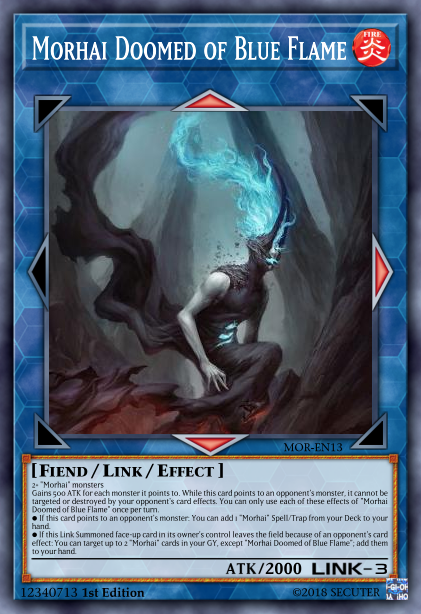 Morhai Doomed of Blue Flame
FIRE
炎
MOR-EN13
[Fiend / Link / Effect]
2+ "Morhai" monsters
Gains 500 ATK for each monster it points to. While this card points to an opponent's monster, it cannot be
targeted or destroyed by your opponent's card effects. You can only use each of these effects of "Morhai
Doomed of Blue Flame" once per turn.
● If this card points to an opponent's monster: You can add 1 "Morhai" Spell/Trap from your Deck to your
hand.
● If this Link Summoned face-up card in its owner's control leaves the field because of an opponent's card
effect: You can target up to 2 "Morhai" cards in your GY, except "Morhai Doomed of Blue Flame"; add them
to your hand.
ATK/2000 LINK-3
12340713 1st Edition ©2018 SECUTER